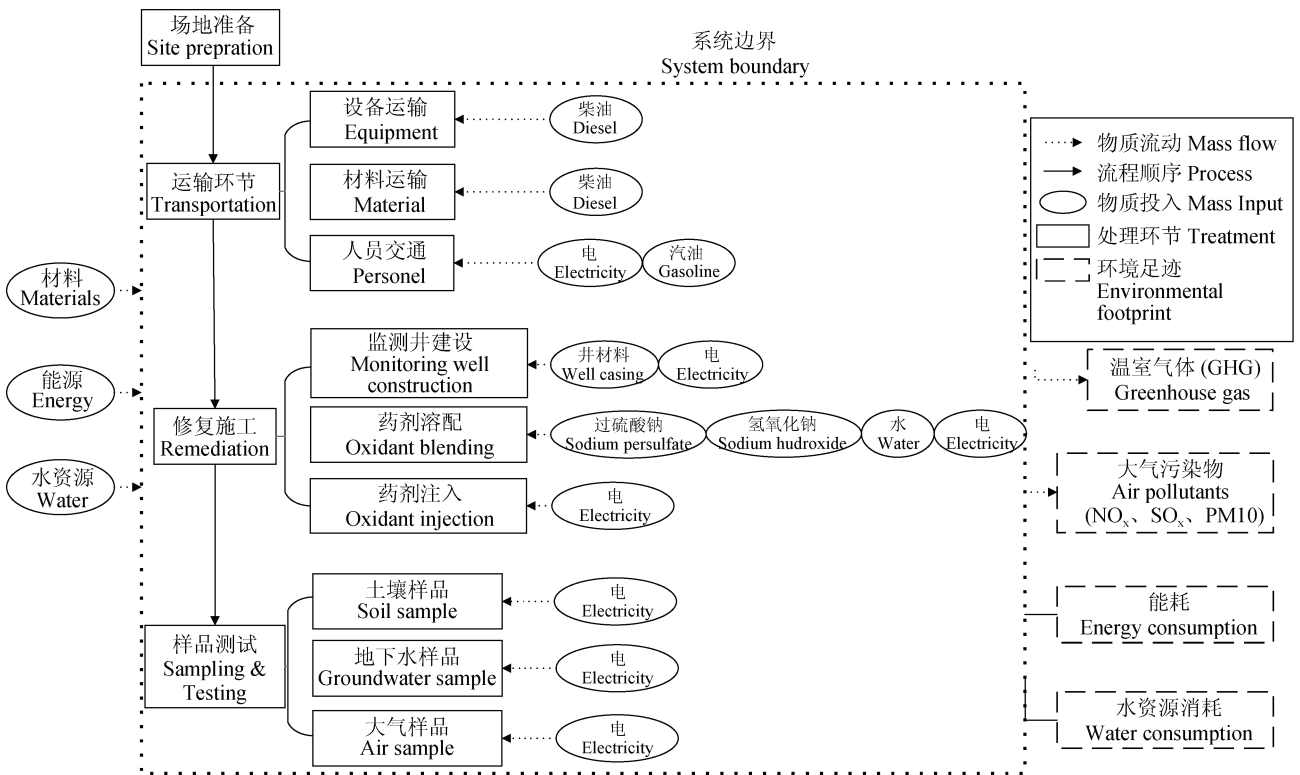 场地准备
Site prepration
系统边界
System boundary
设备运输
Equipment
柴油
Diesel
运输环节
Transportation
材料运输
Material
柴油
Diesel
人员交通
Personel
电
Electricity
汽油
Gasoline
材料
Materials
能源
Energy
水资源
Water
监测井建设
Monitoring well
construction
井材料
Well casing
电
Electricity
修复施工
Remediation
药剂溶配
Oxidant blending
过硫酸钠
Sodium persulfate
氢氧化钠
Sodium hudroxide
水
Water
电
Electricity
药剂注入
Oxidant injection
电
Electricity
样品测试
Sampling &
Testing
土壤样品
Soil sample
电
Electricity
地下水样品
Groundwater sample
电
Electricity
大气样品
Air sample
电
Electricity
物质流动 Mass flow
流程顺序 Process
物质投入 Mass Input
处理环节 Treatment
环境足迹
Environmental
footprint
温室气体 (GHG)
Greenhouse gas
大气污染物
Air pollutants
(NOx、SOx、PM10)
能耗
Energy consumption
水资源消耗
Water consumption